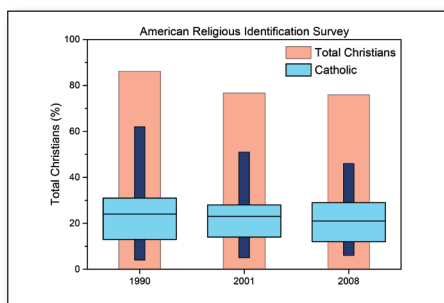 American Religious Identification Survey
100
Total Christians
Catholic
80
60
40
20
0
Total Christians (%)
1990 2001 2008